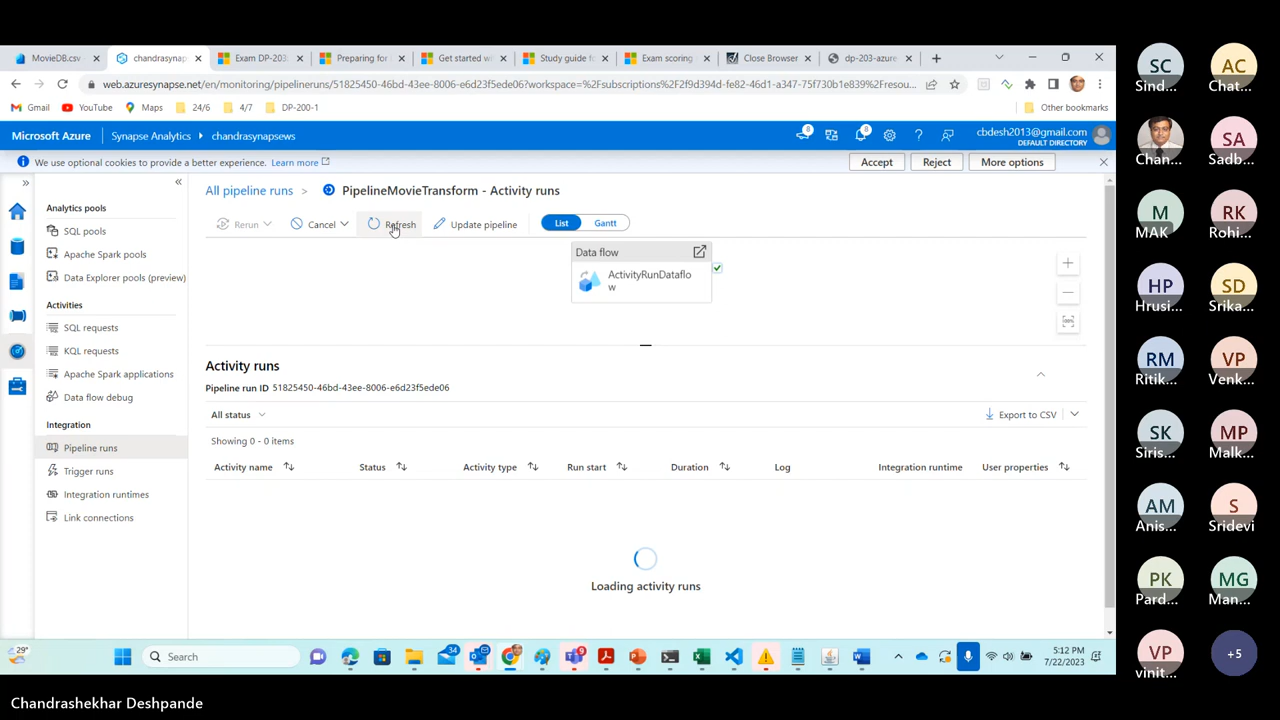 MovieDB.csv
chandrasynapse
Exam DP-203:
Preparing for
Get started w
Study guide fo
Exam scoring
Close Browser
dp-203-azure
web.azuresynapse.net/en/monitoring/pipelineruns/51825450-46bd-43ee-8006-e6d23f5ede06?workspace=%2Fsubscriptions%2F2f9d394d-fe82-46d1-a347-75f30b1e839%2Fresou...
Gmail
YouTube
Maps
24/6
4/7
DP-200-1
Other bookmarks
Microsoft Azure
Synapse Analytics
chandrasynapsews
8
8
cbdesh2013@gmail.com
DEFAULT DIRECTORY
We use optional cookies to provide a better experience. Learn more
Accept
Reject
More options
Analytics pools
SQL pools
Apache Spark pools
Data Explorer pools (preview)
Activities
SQL requests
KQL requests
Apache Spark applications
Data flow debug
Integration
Pipeline runs
Trigger runs
Integration runtimes
Link connections
All pipeline runs > PipelineMovieTransform - Activity runs
Rerun
Cancel
Refresh
Update pipeline
List
Gantt
Data flow
ActivityRunDataflo
w
Activity runs
Pipeline run ID 51825450-46bd-43ee-8006-e6d23f5ede06
All status
Export to CSV
Showing 0 - 0 items
Activity name
Status
Activity type
Run start
Duration
Log
Integration runtime
User properties
Loading activity runs
29°
Search
34
9
5:12 PM
7/22/2023
SC
Sind...
AC
Chat...
Chan...
SA
Sadb...
M
MAK
RK
Rohi...
HP
Hrusi...
SD
Srika...
RM
Ritik...
VP
Venk...
SK
Siris...
MP
Malk...
AM
Anis...
S
Sridevi
PK
Pard...
MG
Man...
VP
vinit...
+5
Chandrashekhar Deshpande